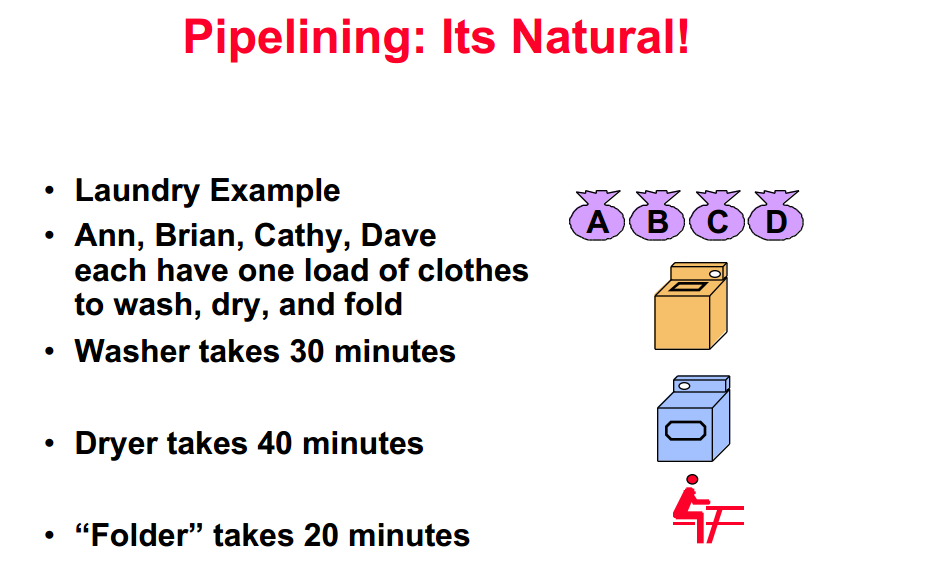 Pipelining: Its Natural!
• Laundry Example
• Ann, Brian, Cathy, Dave
each have one load of clothes
to wash, dry, and fold
A B C D
• Washer takes 30 minutes
• Dryer takes 40 minutes
• “Folder” takes 20 minutes